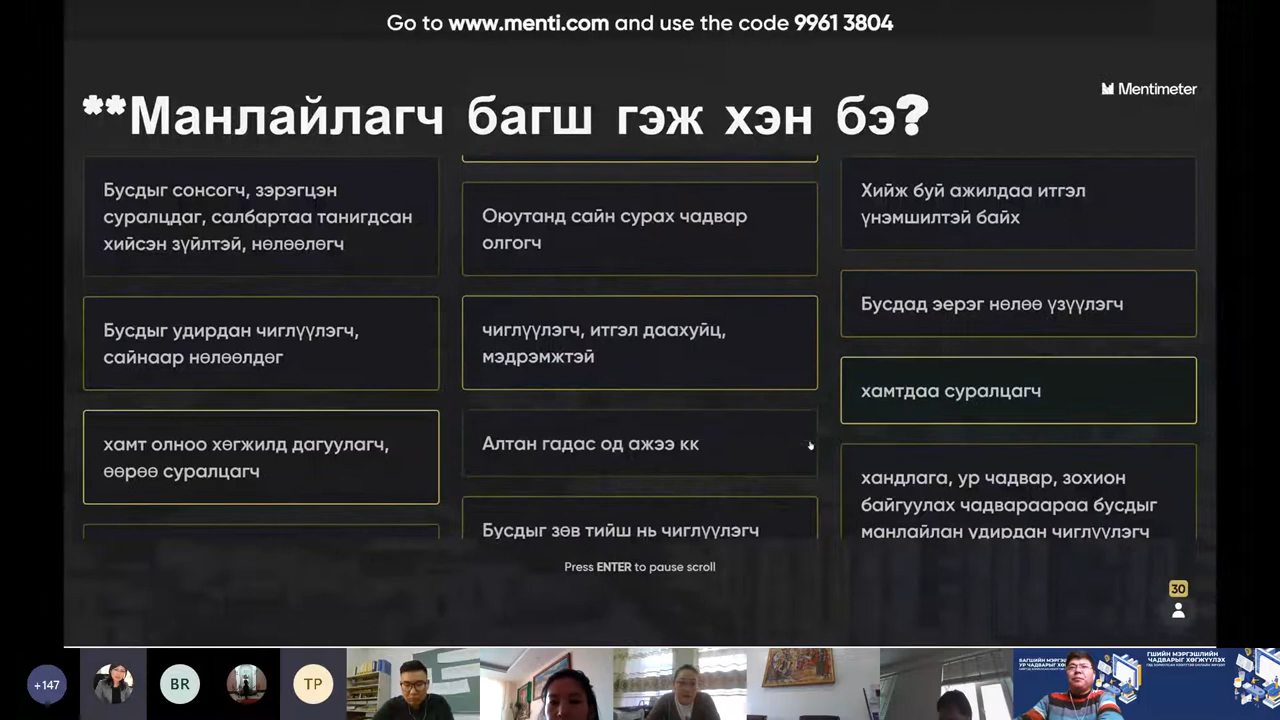 Go to www.menti.com and use the code 9961 3804
Mentimeter
**Манлайлагч багш гэж хэн бэ?
Бусдыг сонсогч, зэрэгцэн
суралцдаг, салбартаа танигдсан
хийсэн зүйлтэй, нөлөөлөгч
Бусдыг удирдан чиглүүлэгч,
сайнаар нөлөөлдөг
хамт олноо хөгжилд дагуулагч,
өөрөө суралцагч
Оюутанд сайн сурах чадвар
олгогч
чиглүүлэгч, итгэл даахуйц,
мэдрэмжтэй
Алтан гадас од ажээ кк
Бусдыг зөв тийш нь чиглүүлэгч
Хийж буй ажилдаа итгэл
үнэмшилтэй байх
Бусдад эерэг нөлөө үзүүлэгч
хамтдаа суралцагч
хандлага, ур чадвар, зохион
байгуулах чадвараараа бусдыг
манлайлан удирдан чиглүүлэгч
Press ENTER to pause scroll
30
+147
BR
TP